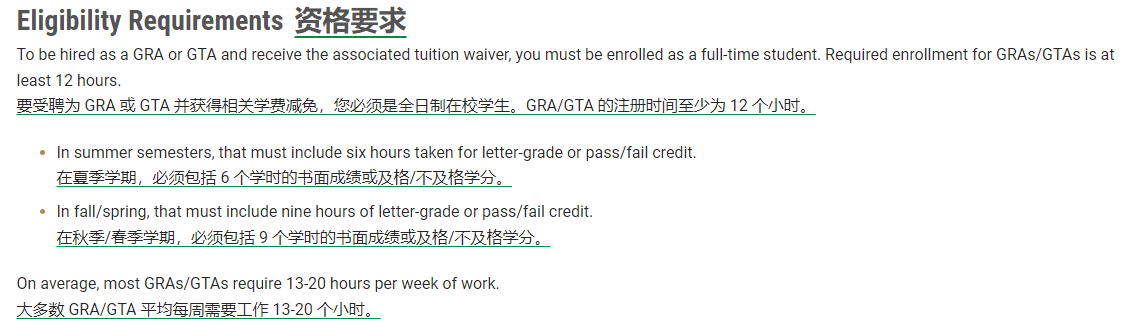 Eligibility Requirements 资格要求
To be hired as a GRA or GTA and receive the associated tuition waiver, you must be enrolled as a full-time student. Required enrollment for GRAs/GTAs is at
least 12 hours.
要受聘为 GRA 或 GTA 并获得相关学费减免，您必须是全日制在校学生。GRA/GTA 的注册时间至少为 12 个小时。
• In summer semesters, that must include six hours taken for letter-grade or pass/fail credit.
在夏季学期，必须包括 6 个学时的书面成绩或及格/不及格学分。
• In fall/spring, that must include nine hours of letter-grade or pass/fail credit.
在秋季/春季学期，必须包括 9 个学时的书面成绩或及格/不及格学分。
On average, most GRAs/GTAs require 13-20 hours per week of work.
大多数 GRA/GTA 平均每周需要工作 13-20 个小时。